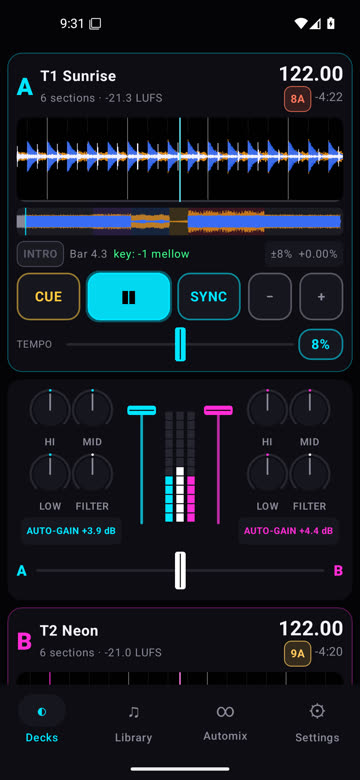 9:31
A T1 Sunrise 122.00
6 sections · -21.3 LUFS 8A -4:22
INTRO Bar 4.3 key: -1 mellow ±8% +0.00%
CUE SYNC − +
TEMPO 8%
HI MID HI MID
LOW FILTER LOW FILTER
AUTO-GAIN +3.9 dB AUTO-GAIN +4.4 dB
A B
B T2 Neon 122.00
6 sections · -21.0 LUFS 9A -4:20
Decks Library Automix Settings